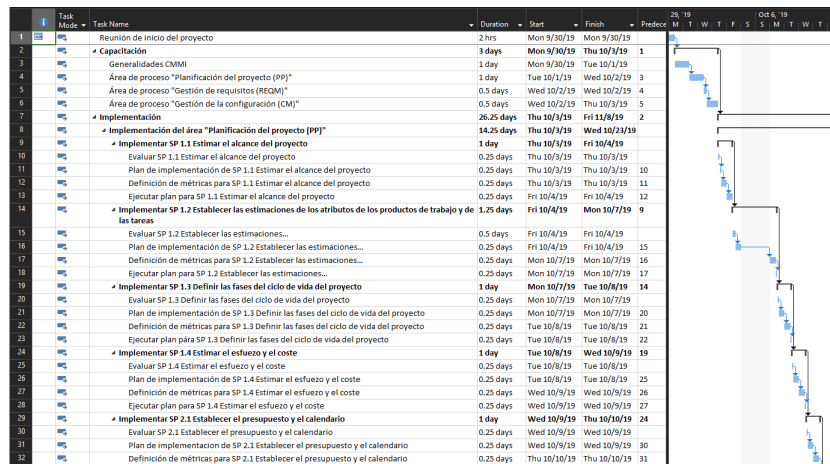 Task Mode Task Name Duration Start Finish Predece 29, '19 Oct 6, '19
M T W T F S S M T W T F S S M
1 Reunión de inicio del proyecto 2 hrs Mon 9/30/19 Mon 9/30/19
2 Capacitación 3 days Mon 9/30/19 Thu 10/3/19 1
3 Generalidades CMMI 1 day Mon 9/30/19 Tue 10/1/19
4 Área de proceso "Planificación del proyecto (PP)" 1 day Tue 10/1/19 Wed 10/2/19 3
5 Área de proceso "Gestión de requisitos (REQM)" 0.5 days Wed 10/2/19 Wed 10/2/19 4
6 Área de proceso "Gestión de la configuración (CM)" 0.5 days Wed 10/2/19 Thu 10/3/19 5
7 Implementación 26.25 days Thu 10/3/19 Fri 11/8/19 2
8 Implementación del área "Planificación del proyecto (PP)" 14.25 days Thu 10/3/19 Wed 10/23/19
9 Implementar SP 1.1 Estimar el alcance del proyecto 1 day Thu 10/3/19 Fri 10/4/19
10 Evaluar SP 1.1 Estimar el alcance del proyecto 0.25 days Thu 10/3/19 Thu 10/3/19
11 Plan de implementación de SP 1.1 Estimar el alcance del proyecto 0.25 days Thu 10/3/19 Thu 10/3/19 10
12 Definición de métricas para SP 1.1 Estimar el alcance del proyecto 0.25 days Thu 10/3/19 Thu 10/3/19 11
13 Ejecutar plan para SP 1.1 Estimar el alcance del proyecto 0.25 days Fri 10/4/19 Fri 10/4/19 12
14 Implementar SP 1.2 Establecer las estimaciones de los atributos de los productos de trabajo y de 1.25 days Fri 10/4/19 Mon 10/7/19 9
las tareas
15 Evaluar SP 1.2 Establecer las estimaciones... 0.5 days Fri 10/4/19 Fri 10/4/19
16 Plan de implementación de SP 1.2 Establecer las estimaciones... 0.25 days Fri 10/4/19 Fri 10/4/19 15
17 Definición de métricas para SP 1.2 Establecer las estimaciones... 0.25 days Mon 10/7/19 Mon 10/7/19 16
18 Ejecutar plan para SP 1.2 Establecer las estimaciones... 0.25 days Mon 10/7/19 Mon 10/7/19 17
19 Implementar SP 1.3 Definir las fases del ciclo de vida del proyecto 1 day Mon 10/7/19 Tue 10/8/19 14
20 Evaluar SP 1.3 Definir las fases del ciclo de vida del proyecto 0.25 days Mon 10/7/19 Mon 10/7/19
21 Plan de implementación de SP 1.3 Definir las fases del ciclo de vida del proyecto 0.25 days Mon 10/7/19 Mon 10/7/19 20
22 Definición de métricas para SP 1.3 Definir las fases del ciclo de vida del proyecto 0.25 days Tue 10/8/19 Tue 10/8/19 21
23 Ejecutar plan pára SP 1.3 Definir las fases del ciclo de vida del proyecto 0.25 days Tue 10/8/19 Tue 10/8/19 22
24 Implementar SP 1.4 Estimar el esfuezo y el coste 1 day Tue 10/8/19 Wed 10/9/19 19
25 Evaluar SP 1.4 Estimar el esfuezo y el coste 0.25 days Tue 10/8/19 Tue 10/8/19
26 Plan de implementación de SP 1.4 Estimar el esfuezo y el coste 0.25 days Tue 10/8/19 Tue 10/8/19 25
27 Definición de métricas para SP 1.4 Estimar el esfuezo y el coste 0.25 days Wed 10/9/19 Wed 10/9/19 26
28 Ejecutar plan para SP 1.4 Estimar el esfuezo y el coste 0.25 days Wed 10/9/19 Wed 10/9/19 27
29 Implementar SP 2.1 Establecer el presupuesto y el calendario 1 day Wed 10/9/19 Thu 10/10/19 24
30 Evaluar SP 2.1 Establecer el presupuesto y el calendario 0.25 days Wed 10/9/19 Wed 10/9/19
31 Plan de implementacion de SP 2.1 Establecer el presupuesto y el calendario 0.25 days Wed 10/9/19 Wed 10/9/19 30
32 Definición de métricas para SP 2.1 Establecer el presupuesto y el calendario 0.25 days Thu 10/10/19 Thu 10/10/19 31